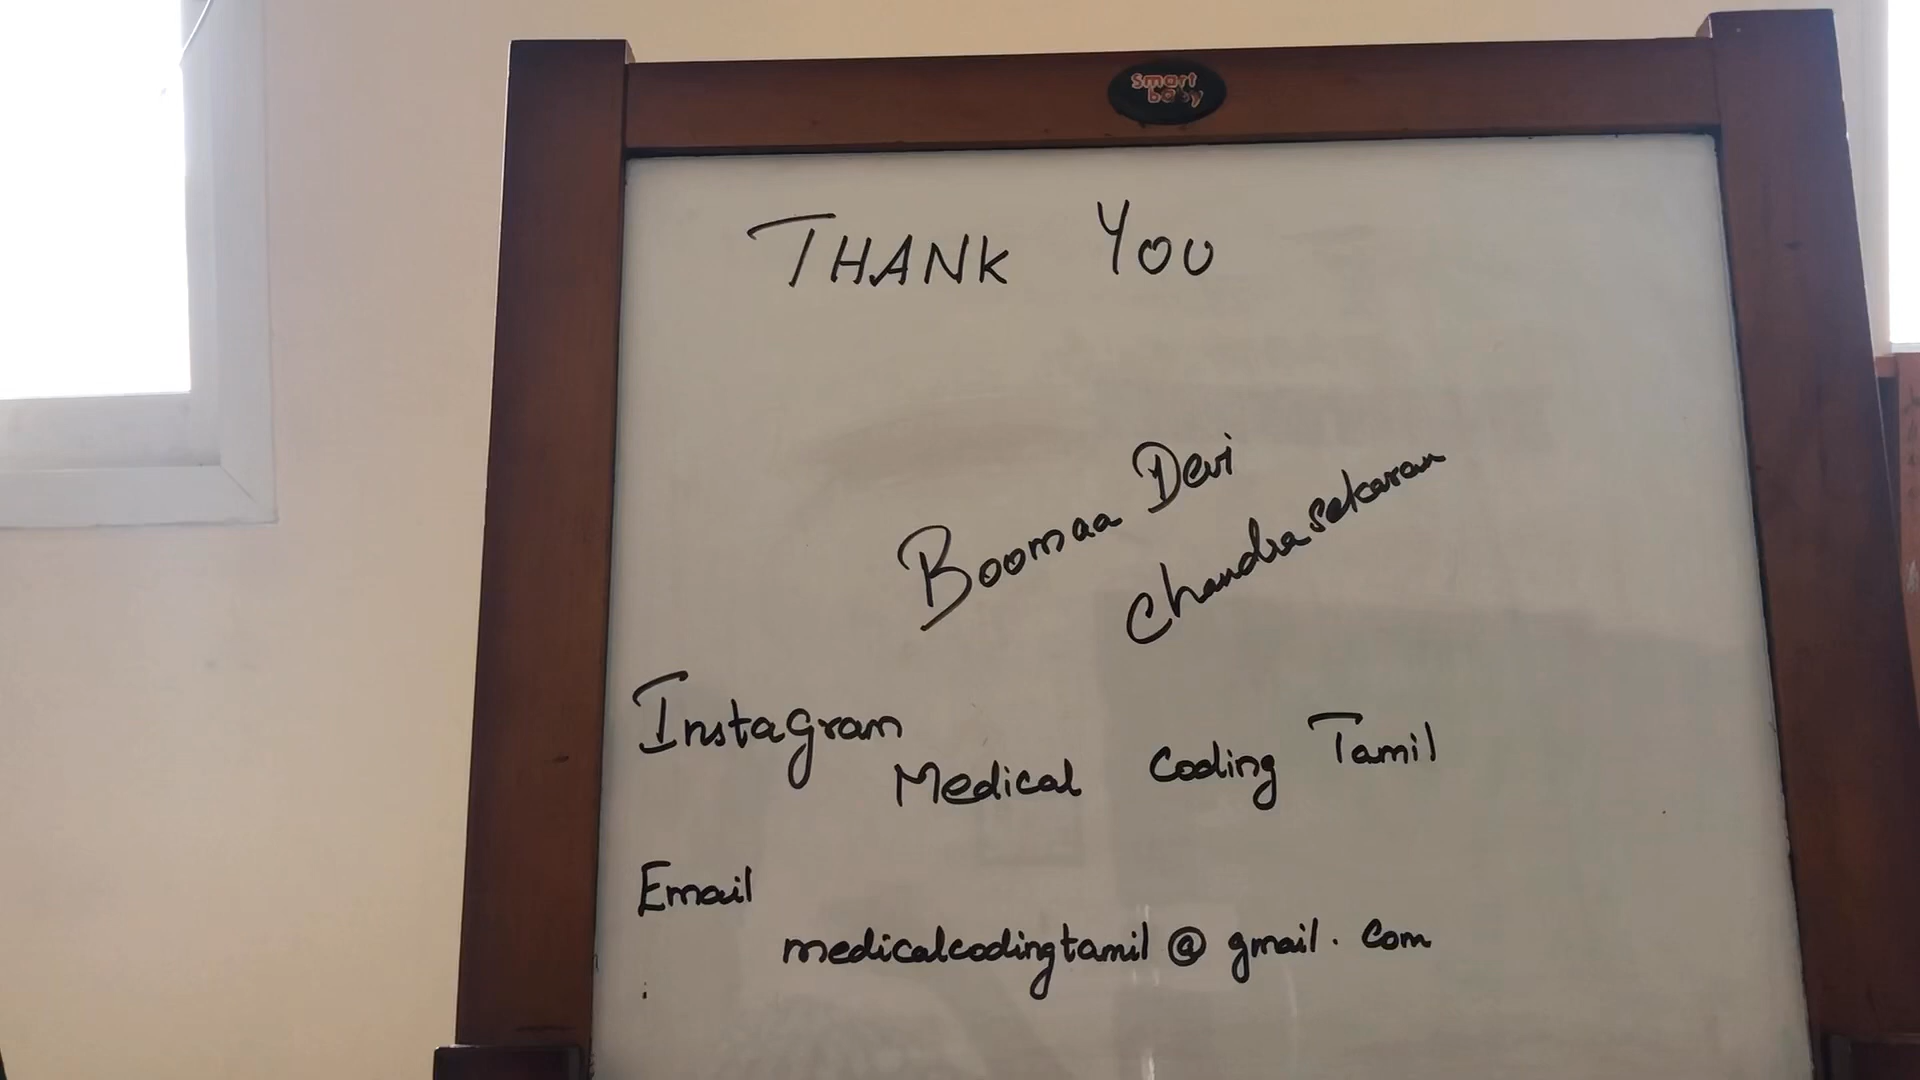 smart
baby
THANK YOU
Boomaa Devi
Chandrasekaran
Instagram
Medical Coding Tamil
Email
medicalcodingtamil @ gmail. com